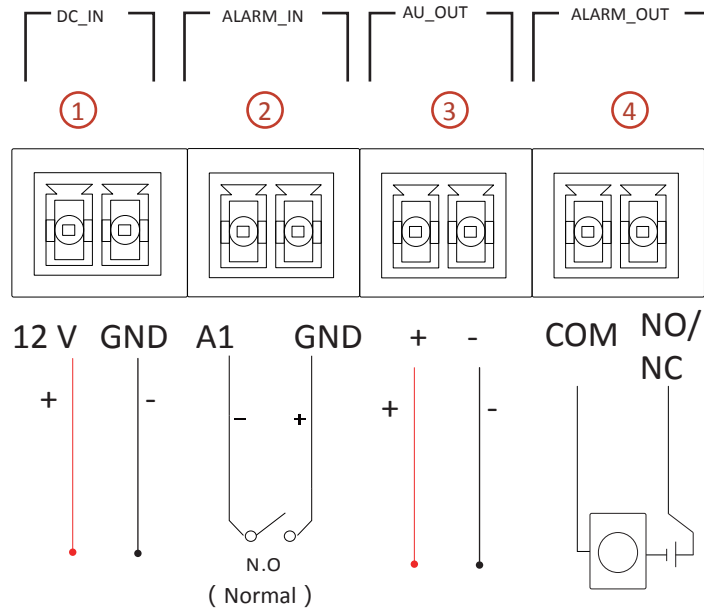 DC_IN ALARM_IN AU_OUT ALARM_OUT
1 2 3 4
12 V GND A1 GND + - COM NO/
NC
+ - − + + -
N.O
( Normal )